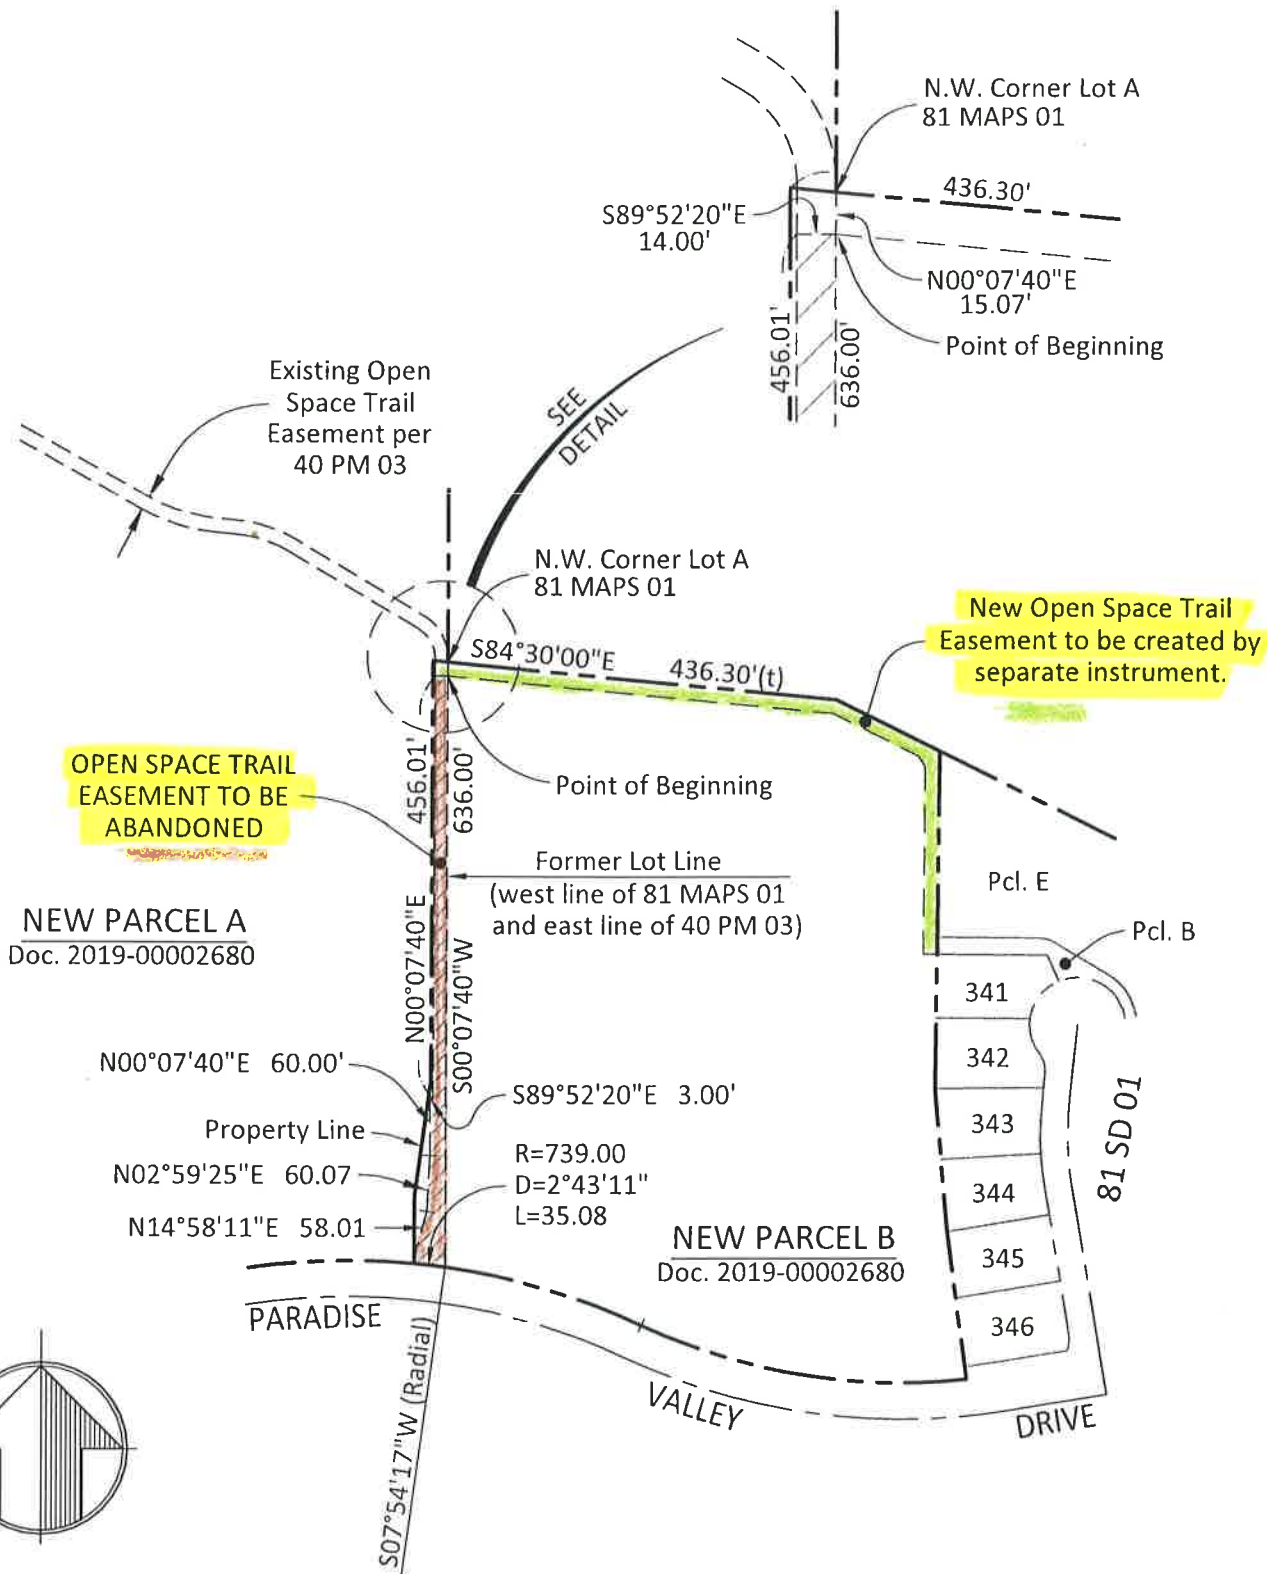 N.W. Corner Lot A
81 MAPS 01
436.30'
S89°52'20"E
14.00'
N00°07'40"E
15.07'
Point of Beginning
456.01'
636.00'
SEE
DETAIL
Existing Open
Space Trail
Easement per
40 PM 03
N.W. Corner Lot A
81 MAPS 01
S84°30'00"E 436.30'(t)
New Open Space Trail
Easement to be created by
separate instrument.
OPEN SPACE TRAIL
EASEMENT TO BE
ABANDONED
456.01'
636.00'
Point of Beginning
Former Lot Line
(west line of 81 MAPS 01
and east line of 40 PM 03)
NEW PARCEL A
Doc. 2019-00002680
N00°07'40"E
S00°07'40"W
Pcl. E
Pcl. B
341
342
343
344
345
346
81 SD 01
N00°07'40"E 60.00'
S89°52'20"E 3.00'
Property Line
N02°59'25"E 60.07
N14°58'11"E 58.01
R=739.00
D=2°43'11"
L=35.08
NEW PARCEL B
Doc. 2019-00002680
PARADISE
VALLEY
DRIVE
S07°54'17"W (Radial)